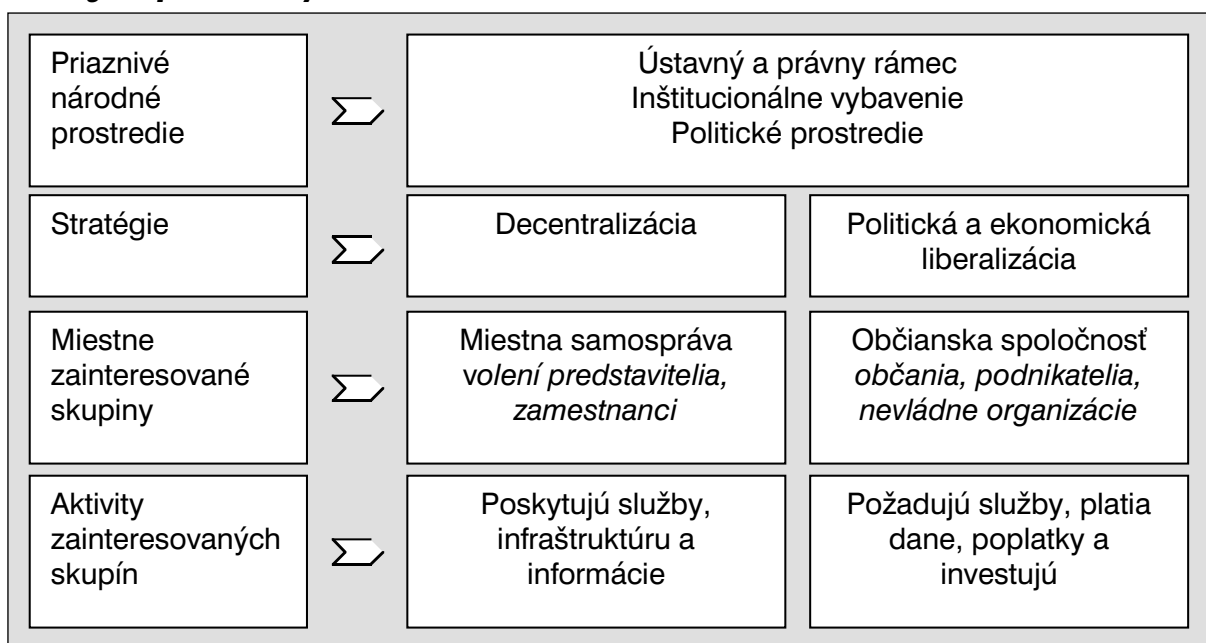 Priaznivé
národné
prostredie
Ústavný a právny rámec
Inštitucionálne vybavenie
Politické prostredie
Stratégie
Decentralizácia
Politická a ekonomická
liberalizácia
Miestne
zainteresované
skupiny
Miestna samospráva
volení predstavitelia,
zamestnanci
Občianska spoločnosť
občania, podnikatelia,
nevládne organizácie
Aktivity
zainteresovaných
skupín
Poskytujú služby,
infraštruktúru a
informácie
Požadujú služby, platia
dane, poplatky a
investujú